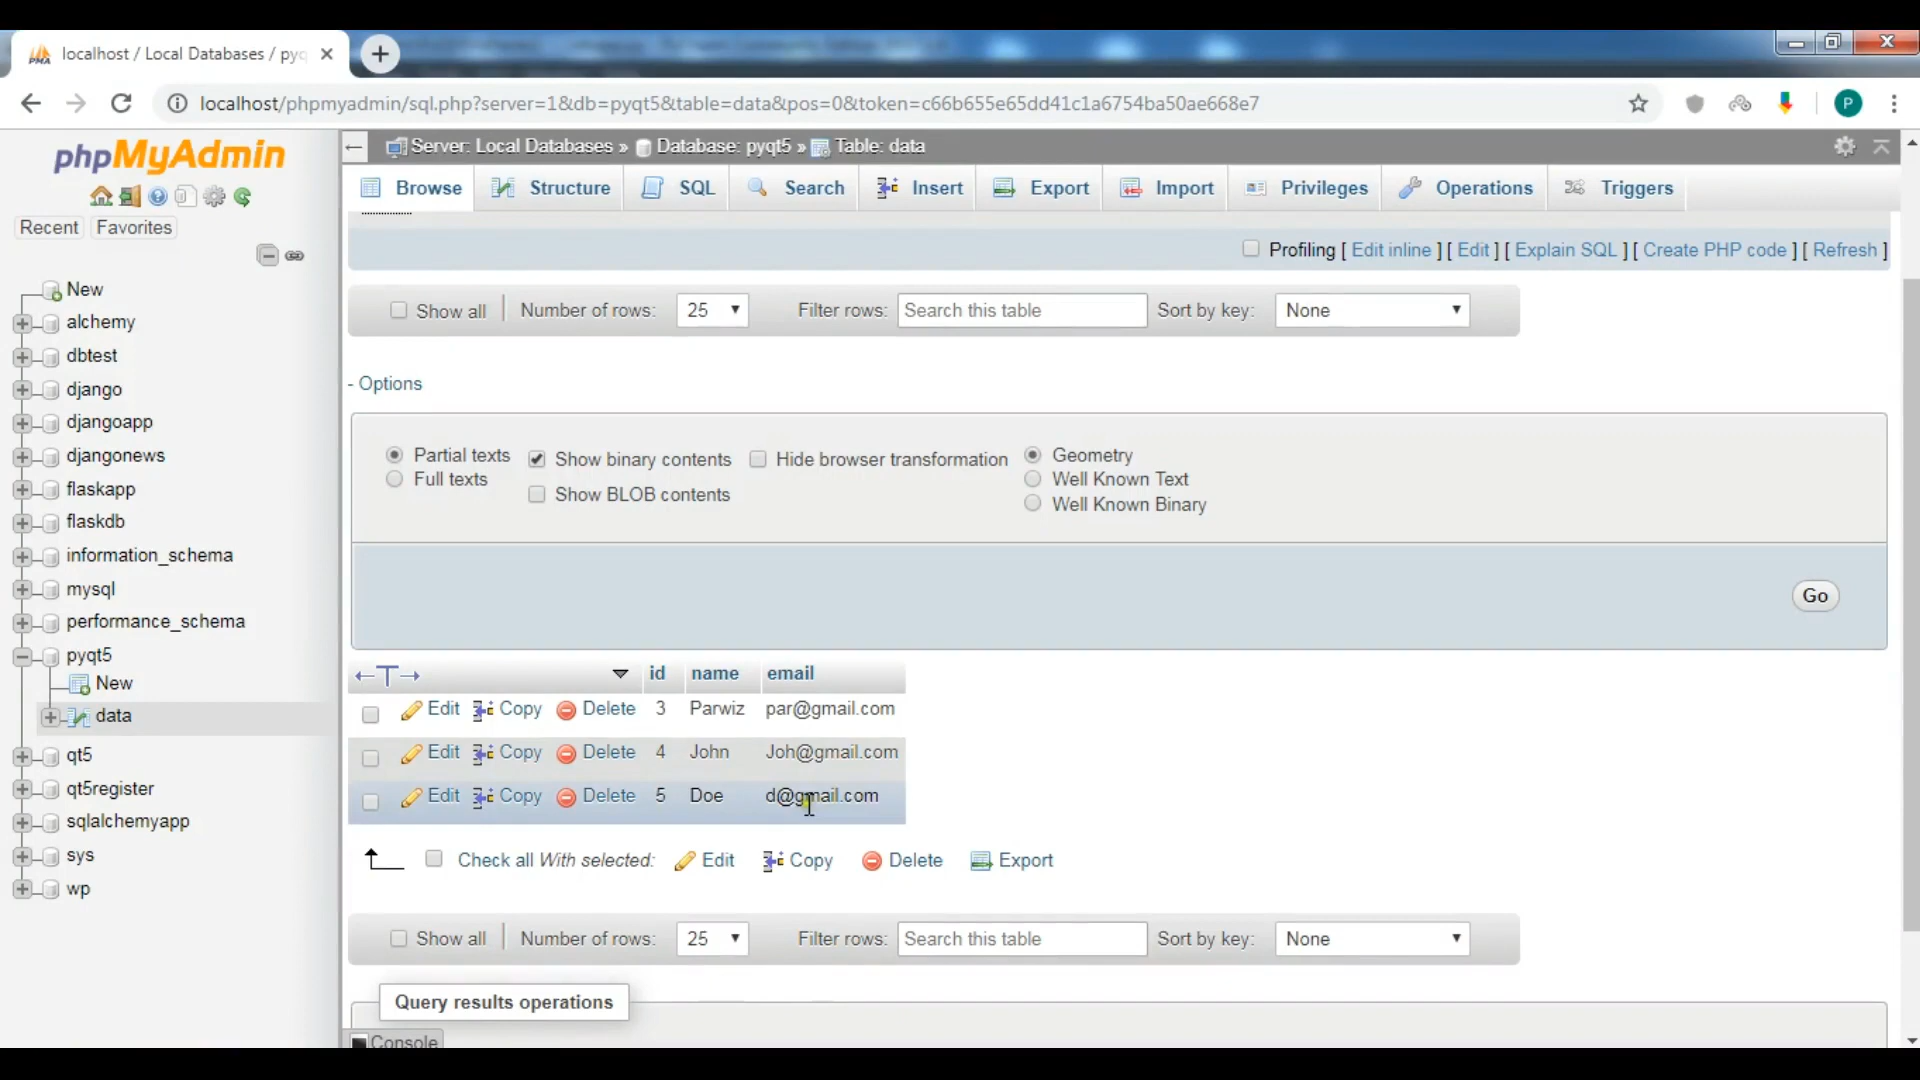 localhost / Local Databases / pyq
localhost/phpmyadmin/sql.php?server=1&db=pyqt5&table=data&pos=0&token=c66b655e65dd41c1a6754ba50ae668e7
P
phpMyAdmin
Recent Favorites
New
alchemy
dbtest
django
djangoapp
djangonews
flaskapp
flaskdb
information_schema
mysql
performance_schema
pyqt5
New
data
qt5
qt5register
sqlalchemyapp
sys
wp
Server: Local Databases » Database: pyqt5 » Table: data
Browse Structure SQL Search Insert Export Import Privileges Operations Triggers
Profiling [ Edit inline ] [ Edit ] [ Explain SQL ] [ Create PHP code ] [ Refresh ]
Show all Number of rows: 25 Filter rows: Search this table Sort by key: None
- Options
Partial texts
Full texts
Show binary contents
Show BLOB contents
Hide browser transformation
Geometry
Well Known Text
Well Known Binary
Go
←T→ id name email
Edit Copy Delete 3 Parwiz par@gmail.com
Edit Copy Delete 4 John Joh@gmail.com
Edit Copy Delete 5 Doe d@gmail.com
Check all With selected: Edit Copy Delete Export
Show all Number of rows: 25 Filter rows: Search this table Sort by key: None
Query results operations
Console